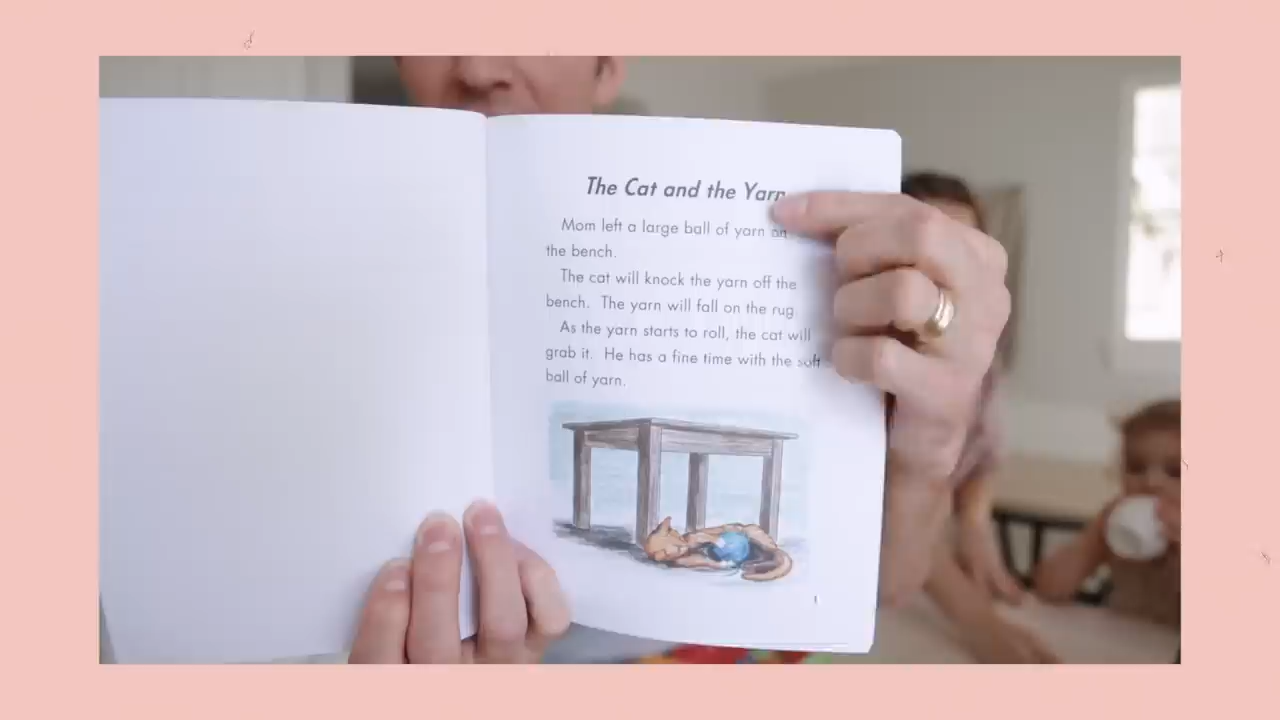 The Cat and the Yarn
Mom left a large ball of yarn on
the bench.
The cat will knock the yarn off the
bench. The yarn will fall on the rug.
As the yarn starts to roll, the cat will
grab it. He has a fine time with the soft
ball of yarn.
1